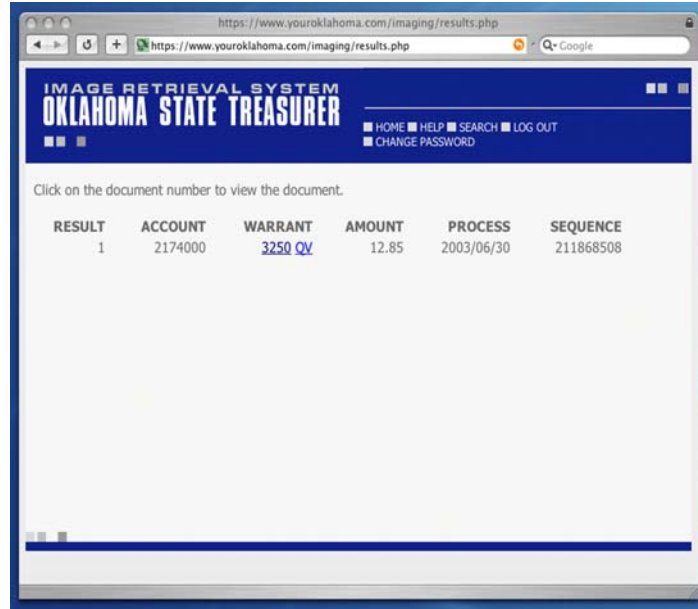 https://www.youroklahoma.com/imaging/results.php
https://www.youroklahoma.com/imaging/results.php Google
IMAGE RETRIEVAL SYSTEM
OKLAHOMA STATE TREASURER
HOME HELP SEARCH LOG OUT
CHANGE PASSWORD
Click on the document number to view the document.
RESULT ACCOUNT WARRANT AMOUNT PROCESS SEQUENCE
1 2174000 3250 QV 12.85 2003/06/30 211868508